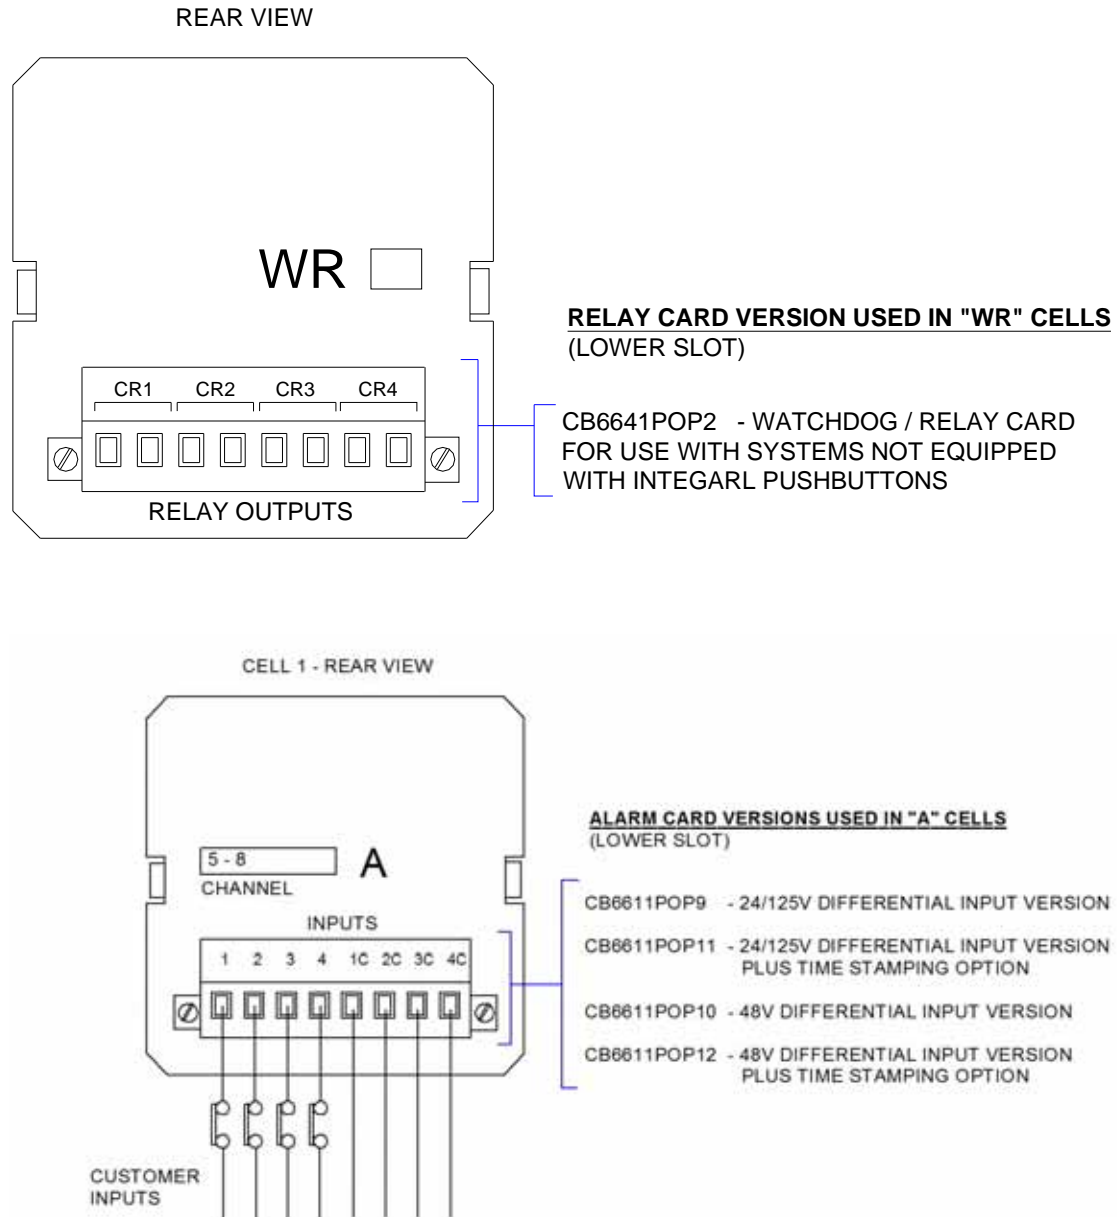 REAR VIEW
WR
RELAY CARD VERSION USED IN "WR" CELLS
(LOWER SLOT)
CR1 CR2 CR3 CR4
CB6641POP2 - WATCHDOG / RELAY CARD
FOR USE WITH SYSTEMS NOT EQUIPPED
WITH INTEGARL PUSHBUTTONS
RELAY OUTPUTS
CELL 1 - REAR VIEW
ALARM CARD VERSIONS USED IN "A" CELLS
(LOWER SLOT)
5 - 8
A
CHANNEL
INPUTS
1 2 3 4 1C 2C 3C 4C
CB6611POP9 - 24/125V DIFFERENTIAL INPUT VERSION
CB6611POP11 - 24/125V DIFFERENTIAL INPUT VERSION
PLUS TIME STAMPING OPTION
CB6611POP10 - 48V DIFFERENTIAL INPUT VERSION
CB6611POP12 - 48V DIFFERENTIAL INPUT VERSION
PLUS TIME STAMPING OPTION
CUSTOMER
INPUTS